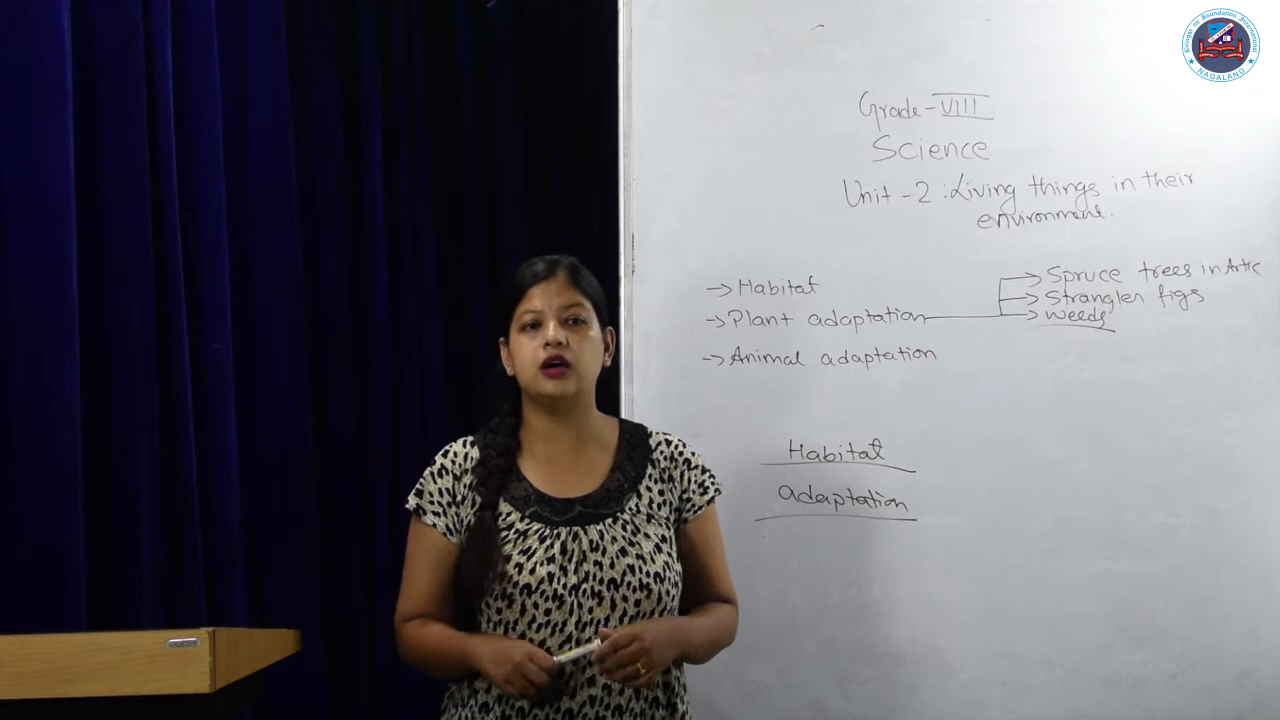 NAGALAND
Grade-VIII
Science
Unit-2: Living things in their
environment.
→ Habitat
→ Plant adaptation
→ Spruce trees in Artic
→ Strangler figs
→ Weeds
→ Animal adaptation
Habitat
adaptation